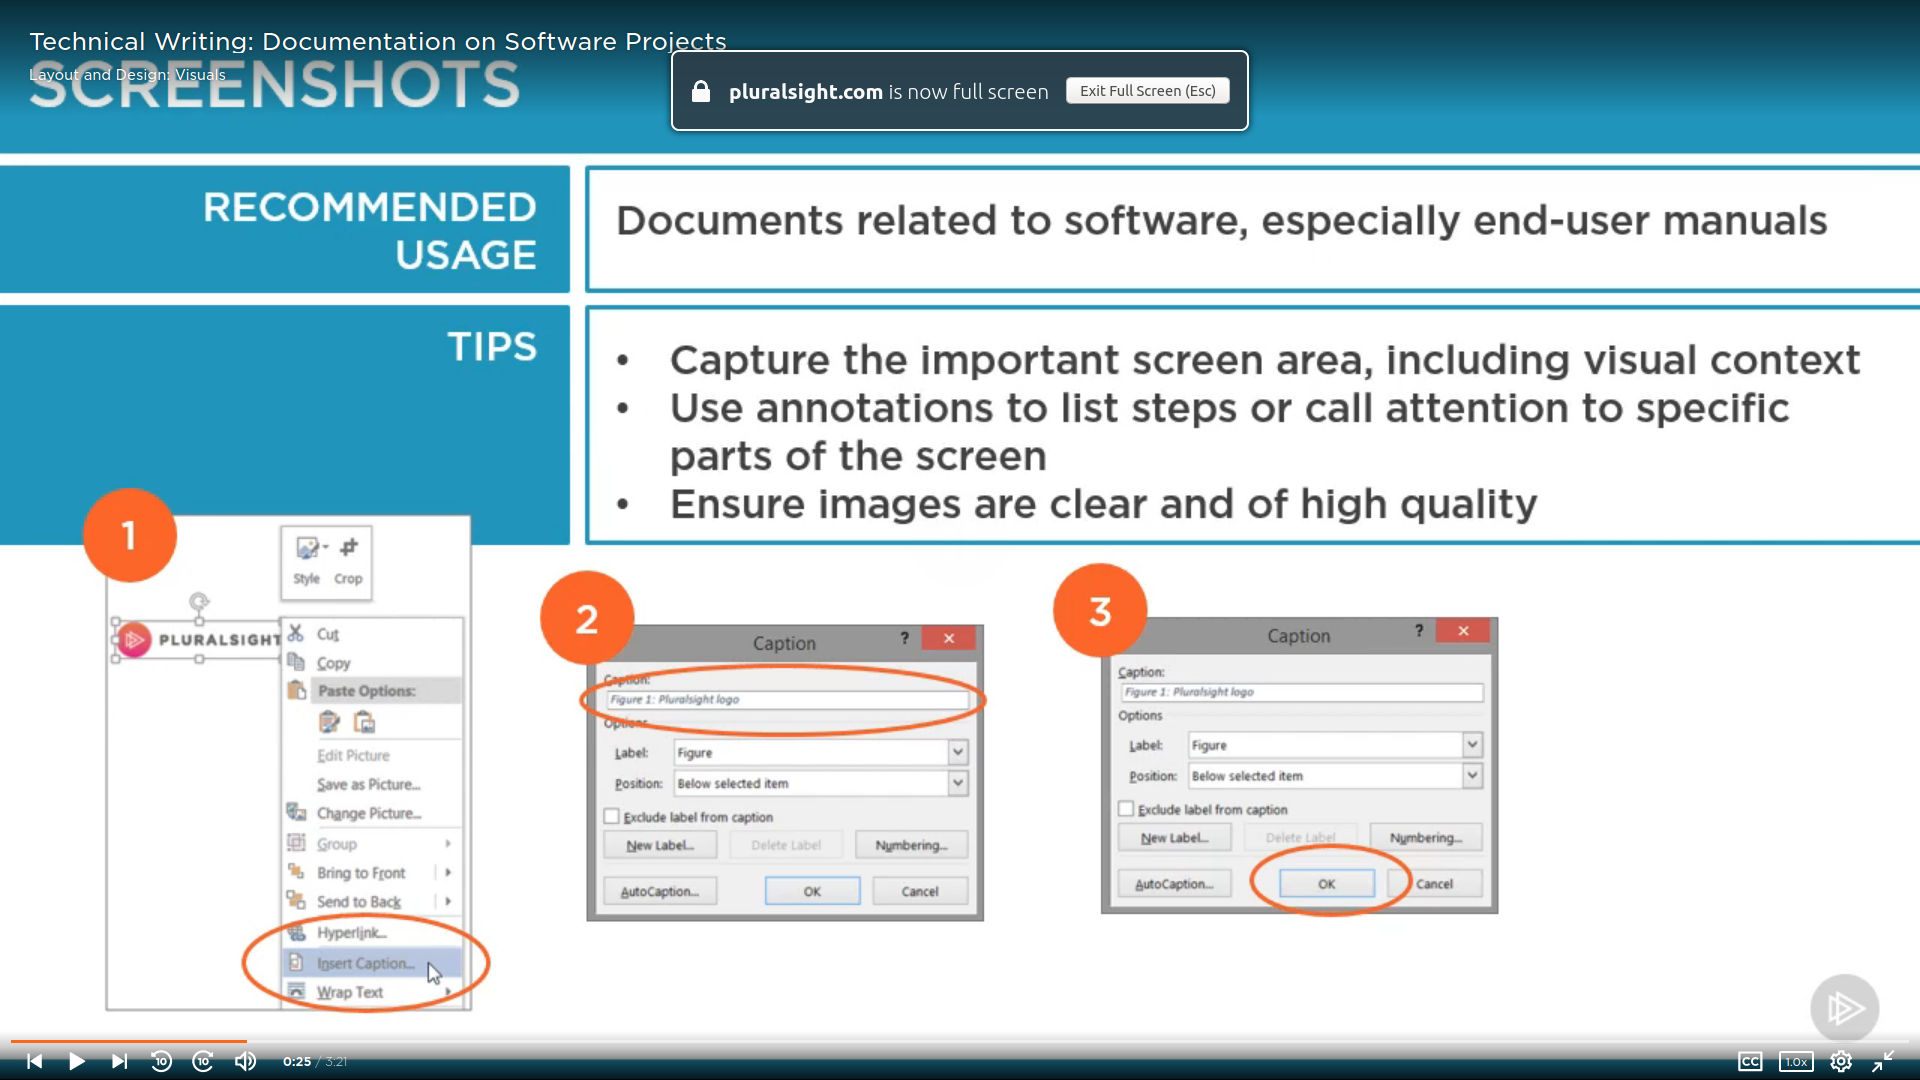 Technical Writing: Documentation on Software Projects
Layout and Design: Visuals
SCREENSHOTS
pluralsight.com is now full screen
Exit Full Screen (Esc)
RECOMMENDED
USAGE
Documents related to software, especially end-user manuals
TIPS
• Capture the important screen area, including visual context
• Use annotations to list steps or call attention to specific
parts of the screen
• Ensure images are clear and of high quality
1
Style Crop
PLURALSIGHT
Cut
Copy
Paste Options:
Edit Picture
Save as Picture...
Change Picture...
Group
Bring to Front
Send to Back
Hyperlink...
Insert Caption...
Wrap Text
2
Caption
?
Caption:
Figure 1: Pluralsight logo
Options
Label: Figure
Position: Below selected item
Exclude label from caption
New Label... Delete Label Numbering...
AutoCaption... OK Cancel
3
Caption
?
Caption:
Figure 1: Pluralsight logo
Options
Label: Figure
Position: Below selected item
Exclude label from caption
New Label... Delete Label Numbering...
AutoCaption... OK Cancel
10 10 0:25 / 3:21
CC 1.0x